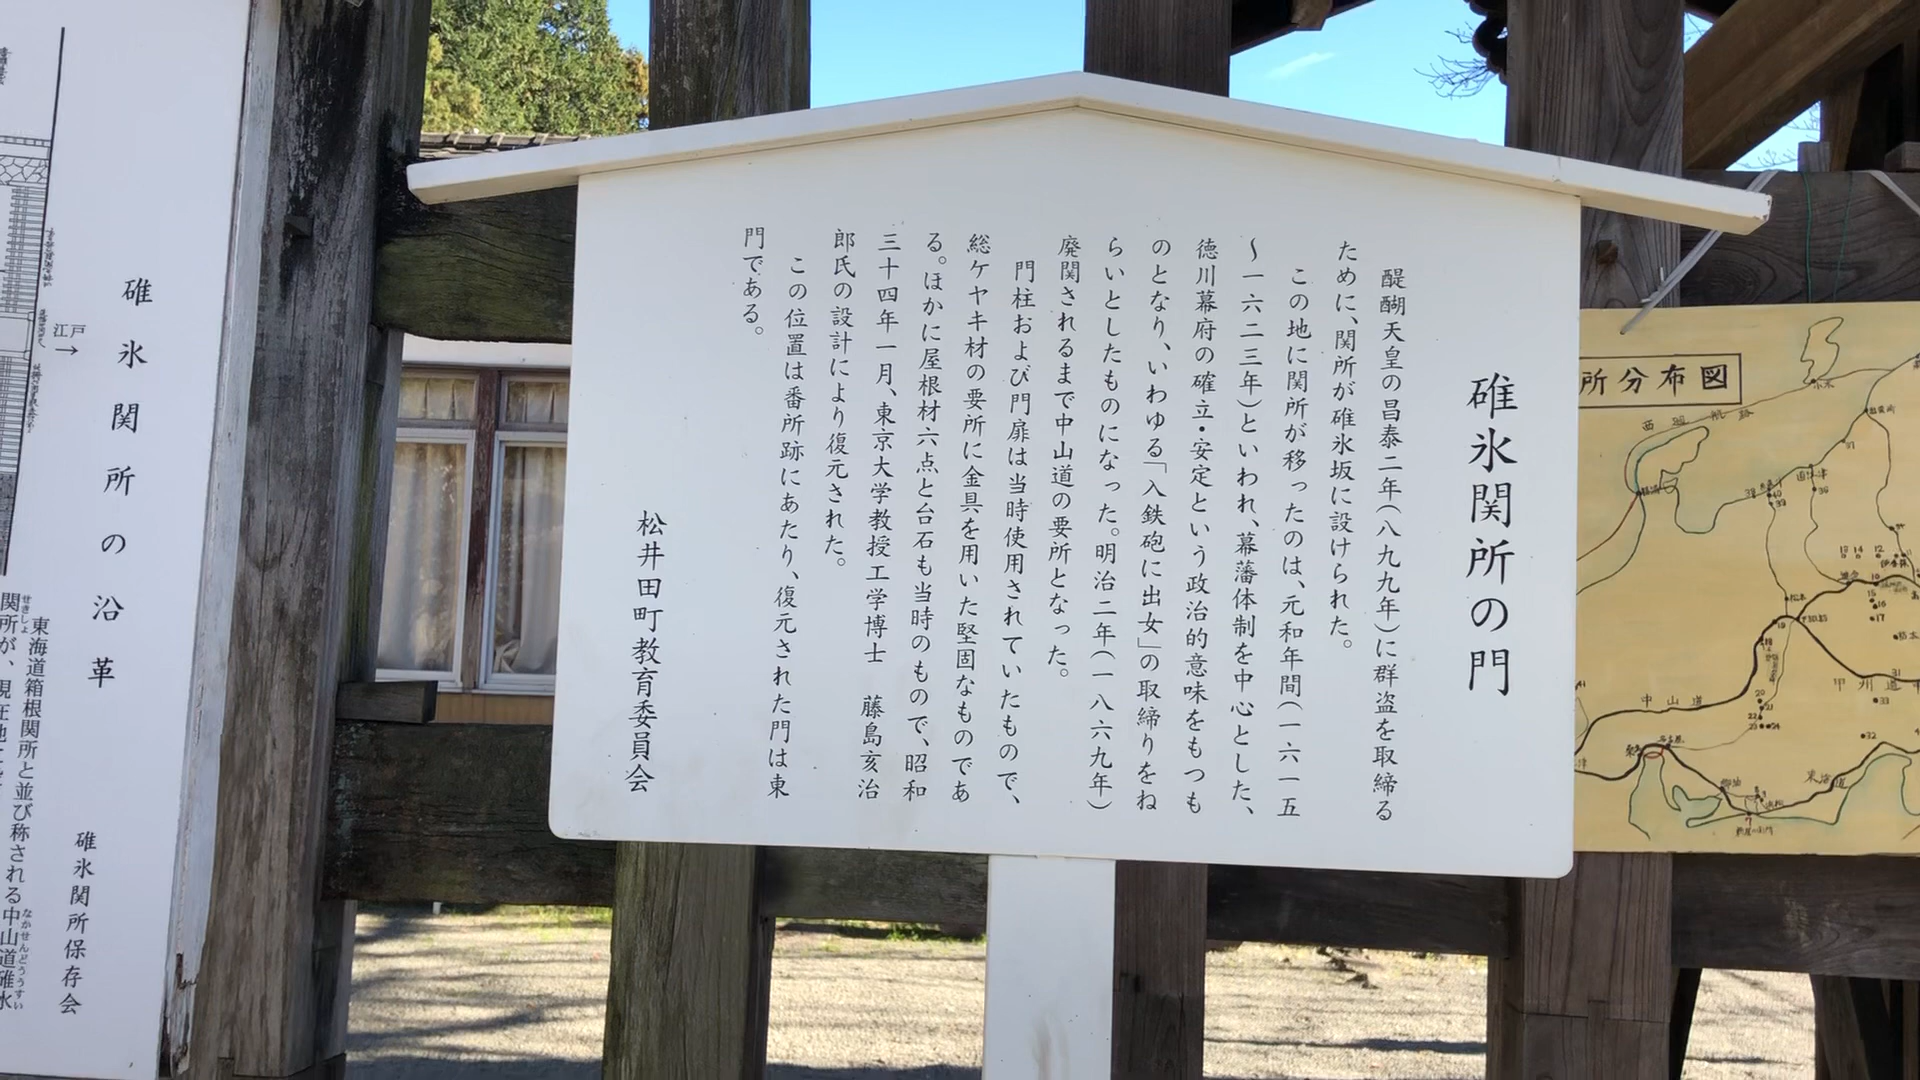 碓氷関所の門
醍醐天皇の昌泰二年（八九九年）に群盗を取締る
ために、関所が碓氷坂に設けられた。
この地に関所が移ったのは、元和年間（一六一五
～一六二三年）といわれ、幕藩体制を中心とした、
徳川幕府の確立・安定という政治的意味をもつも
のとなり、いわゆる「入鉄砲に出女」の取締りをね
らいとしたものになった。明治二年（一八六九年）
廃関されるまで中山道の要所となった。
門柱および門扉は当時使用されていたもので、
総ケヤキ材の要所に金具を用いた堅固なものであ
る。ほかに屋根材六点と台石も当時のもので、昭和
三十四年一月、東京大学教授工学博士　藤島亥治
郎氏の設計により復元された。
この位置は番所跡にあたり、復元された門は東
門である。
松井田町教育委員会
所分布図
中山道
甲州道
東海道
碓氷関所の沿革
碓氷関所保存会
東海道箱根関所と並び称される中山道碓氷
江戸
→